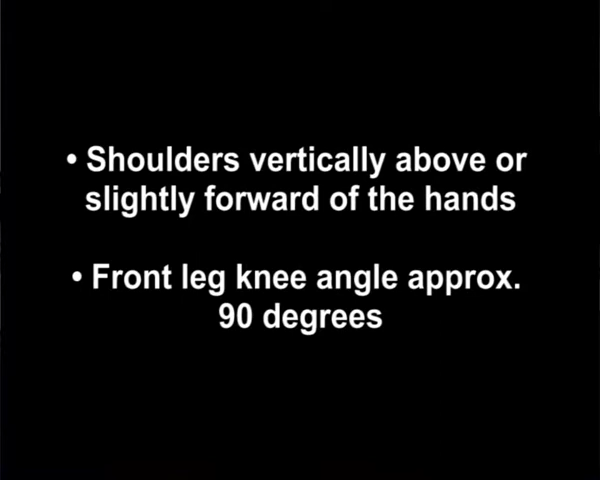 • Shoulders vertically above or
slightly forward of the hands
• Front leg knee angle approx.
90 degrees